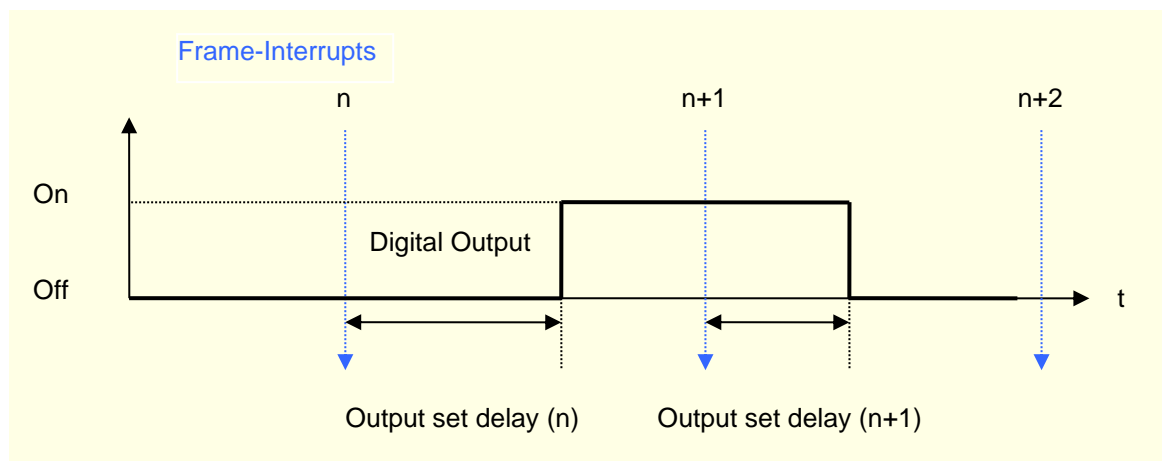 Frame-Interrupts
n n+1 n+2
On
Digital Output
Off
t
Output set delay (n) Output set delay (n+1)